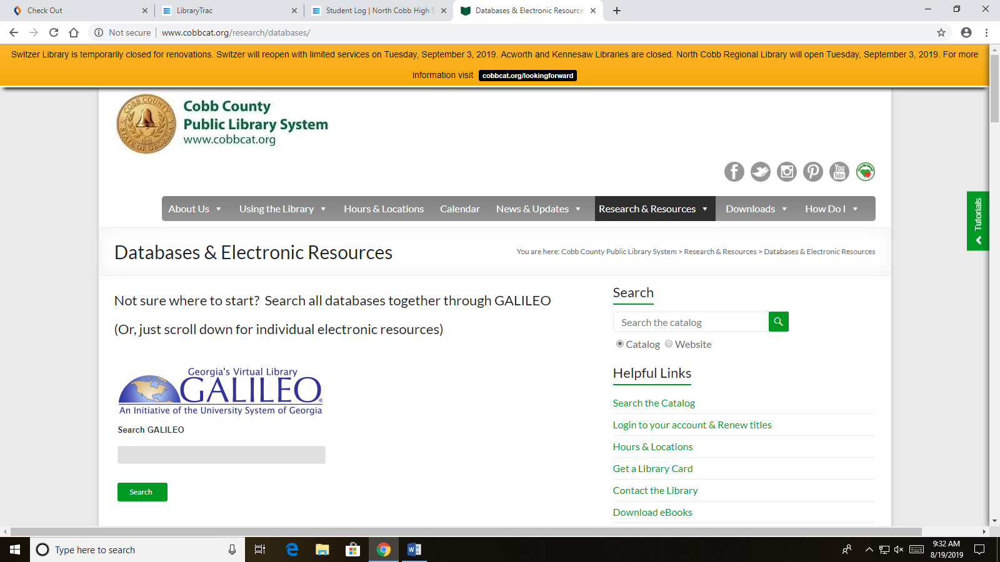 Check Out
LibraryTrac
Student Log | North Cobb High S
Databases & Electronic Resource
Not secure
www.cobbcat.org/research/databases/
Switzer Library is temporarily closed for renovations. Switzer will reopen with limited services on Tuesday, September 3, 2019. Acworth and Kennesaw Libraries are closed. North Cobb Regional Library will open Tuesday, September 3, 2019. For more
information visit cobbcat.org/lookingforward
COBB COUNTY
STATE OF GEORGIA
1832
Cobb County
Public Library System
www.cobbcat.org
You
Tube
About Us
Using the Library
Hours & Locations
Calendar
News & Updates
Research & Resources
Downloads
How Do I
Tutorials
Databases & Electronic Resources
You are here: Cobb County Public Library System > Research & Resources > Databases & Electronic Resources
Not sure where to start? Search all databases together through GALILEO
(Or, just scroll down for individual electronic resources)
Georgia's Virtual Library
GALILEO®
An Initiative of the University System of Georgia
Search GALILEO
Search
Search
Search the catalog
Catalog
Website
Helpful Links
Search the Catalog
Login to your account & Renew titles
Hours & Locations
Get a Library Card
Contact the Library
Download eBooks
Type here to search
9:32 AM
8/19/2019